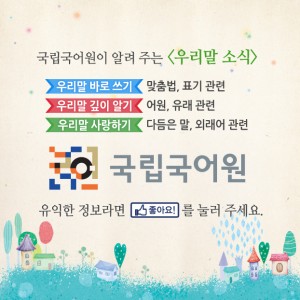 국립국어원이 알려 주는 <우리말 소식>
우리말 바로 쓰기 맞춤법, 표기 관련
우리말 깊이 알기 어원, 유래 관련
우리말 사랑하기 다듬은 말, 외래어 관련
국립국어원
유익한 정보라면 좋아요! 를 눌러 주세요.